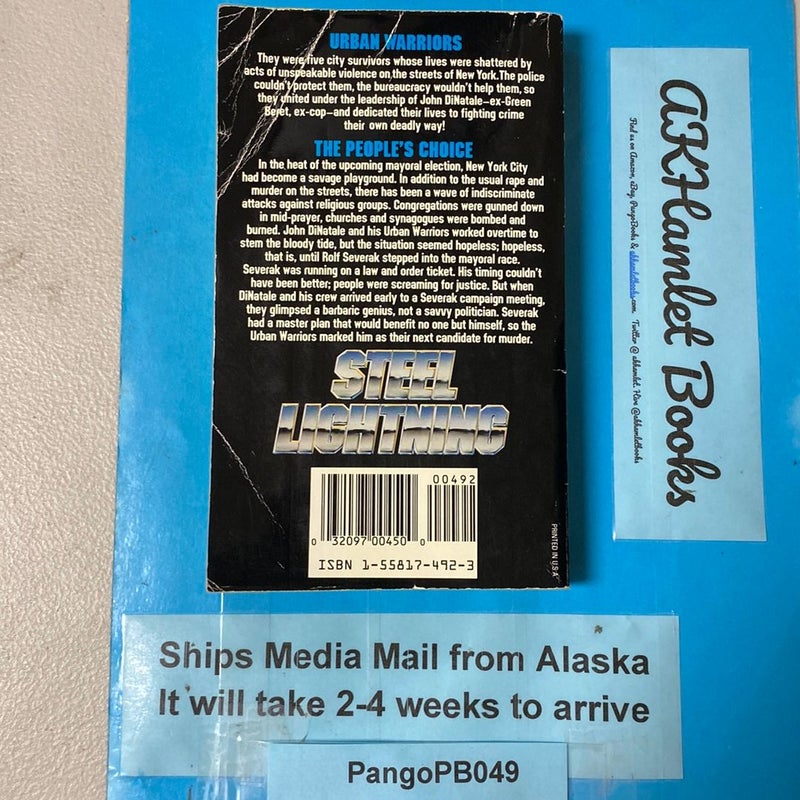 URBAN WARRIORS
They were five city survivors whose lives were shattered by
acts of unspeakable violence on the streets of New York. The police
couldn't protect them, the bureaucracy wouldn't help them, so
they united under the leadership of John DiNatale—ex-Green
Beret, ex-cop—and dedicated their lives to fighting crime
their own deadly way!
THE PEOPLE'S CHOICE
In the heat of the upcoming mayoral election, New York City
had become a savage playground. In addition to the usual rape and
murder on the streets, there has been a wave of indiscriminate
attacks against religious groups. Congregations were gunned down
in mid-prayer, churches and synagogues were bombed and
burned. John DiNatale and his Urban Warriors worked overtime to
stem the bloody tide, but the situation seemed hopeless; hopeless,
that is, until Rolf Severak stepped into the mayoral race.
Severak was running on a law and order ticket. His timing couldn't
have been better; people were screaming for justice. But when
DiNatale and his crew arrived early to a Severak campaign meeting,
they glimpsed a barbaric genius, not a savvy politician. Severak
had a master plan that would benefit no one but himself, so the
Urban Warriors marked him as their next candidate for murder.
STEEL
LIGHTNING
00492
0 32097 00450 0
ISBN 1-55817-492-3
PRINTED IN U.S.A.
AKHamlet Books
Find us on Amazon, eBay, PangoBooks & akhamletbooks.com. Twitter @ akhamlet. Hive @akhamletbooks
Ships Media Mail from Alaska
It will take 2-4 weeks to arrive
PangoPB049